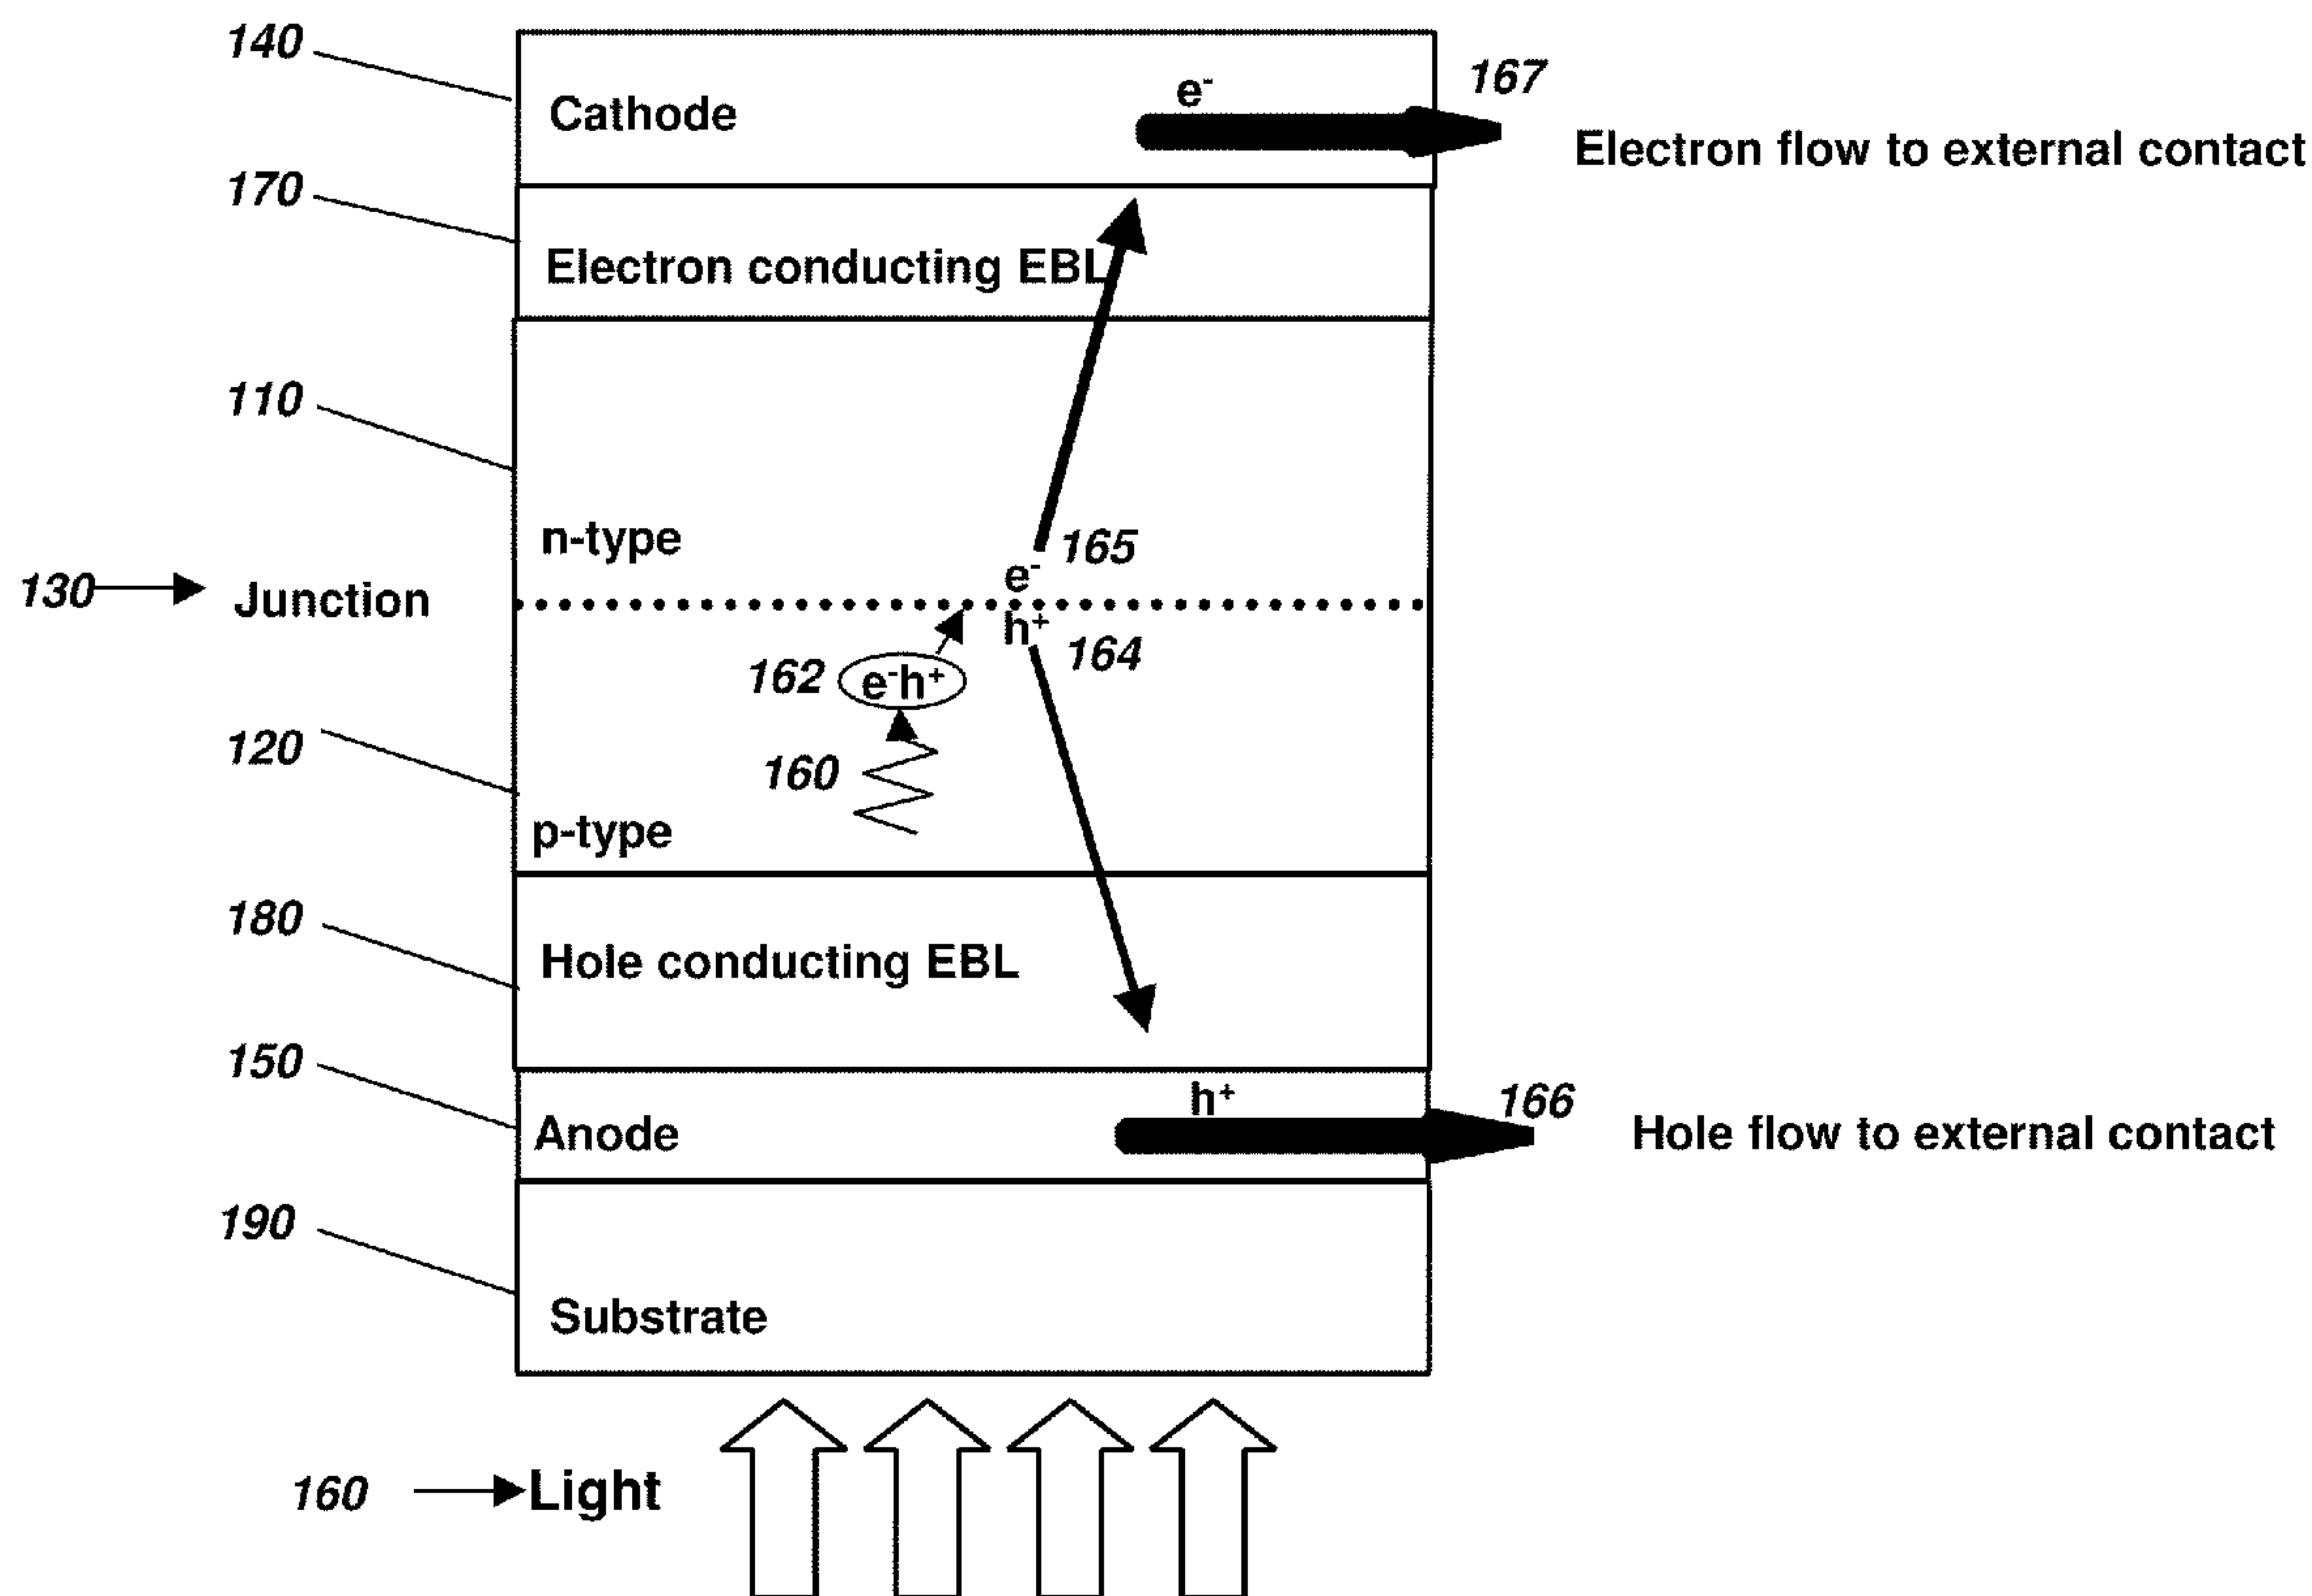 140
Cathode
e-
167
Electron flow to external contact
170
Electron conducting EBL
110
n-type
165
e-
130
Junction
h+
164
162
e-h+
120
160
p-type
180
Hole conducting EBL
150
Anode
h+
166
Hole flow to external contact
190
Substrate
160
Light